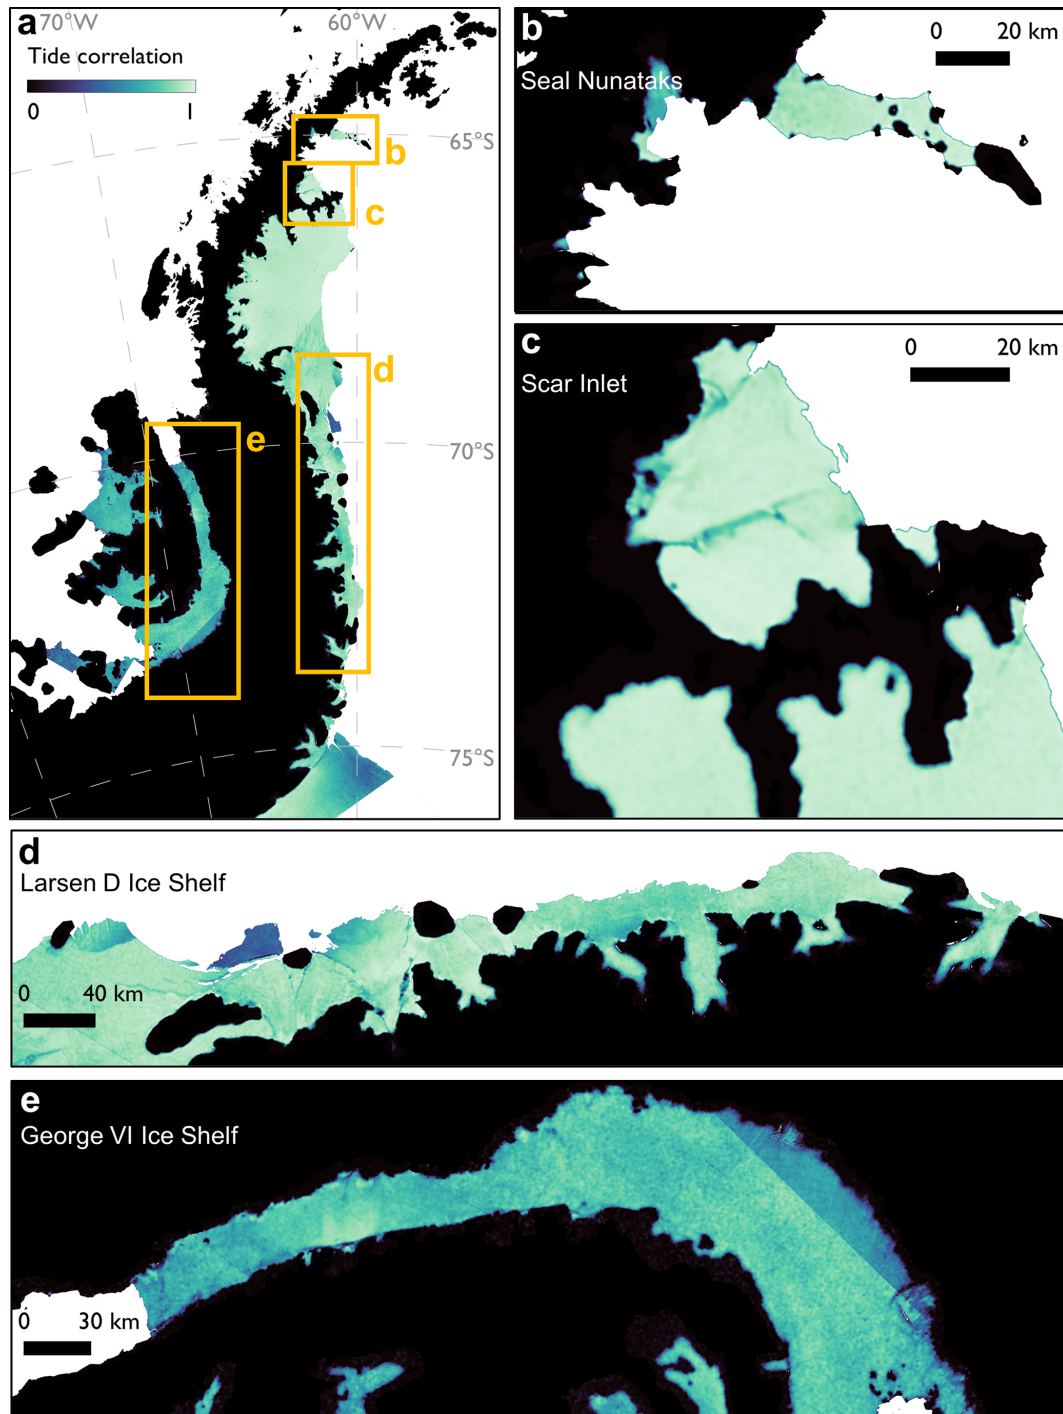 a
70°W
60°W
Tide correlation
0
1
65°S
b
c
d
e
70°S
75°S
b
Seal Nunataks
0
20 km
c
Scar Inlet
0
20 km
d
Larsen D Ice Shelf
0
40 km
e
George VI Ice Shelf
0
30 km